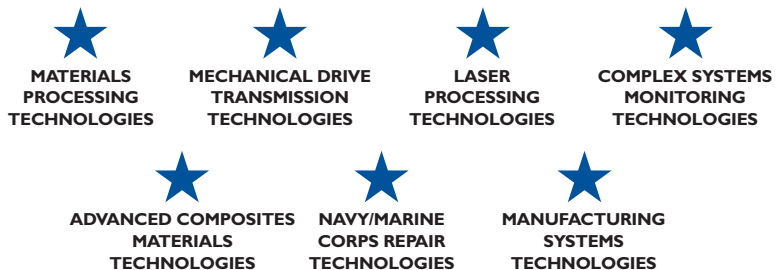 MATERIALS
PROCESSING
TECHNOLOGIES
MECHANICAL DRIVE
TRANSMISSION
TECHNOLOGIES
LASER
PROCESSING
TECHNOLOGIES
COMPLEX SYSTEMS
MONITORING
TECHNOLOGIES
ADVANCED COMPOSITES
MATERIALS
TECHNOLOGIES
NAVY/MARINE
CORPS REPAIR
TECHNOLOGIES
MANUFACTURING
SYSTEMS
TECHNOLOGIES